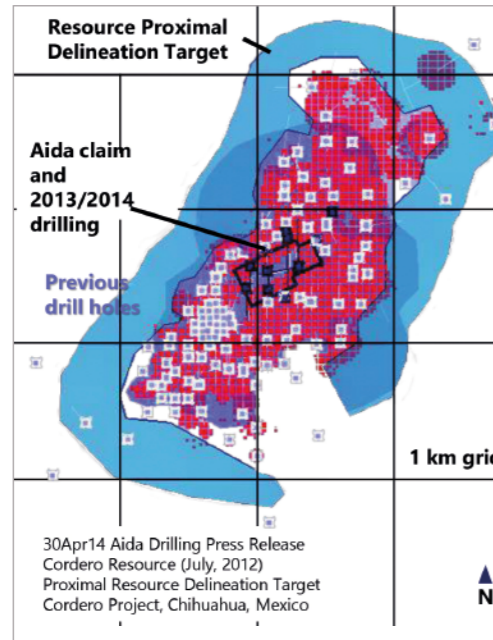 Resource Proximal
Delineation Target
Aida claim
and
2013/2014
drilling
Previous
drill holes
1 km grid
30Apr14 Aida Drilling Press Release
Cordero Resource (July, 2012)
Proximal Resource Delineation Target
Cordero Project, Chihuahua, Mexico
N